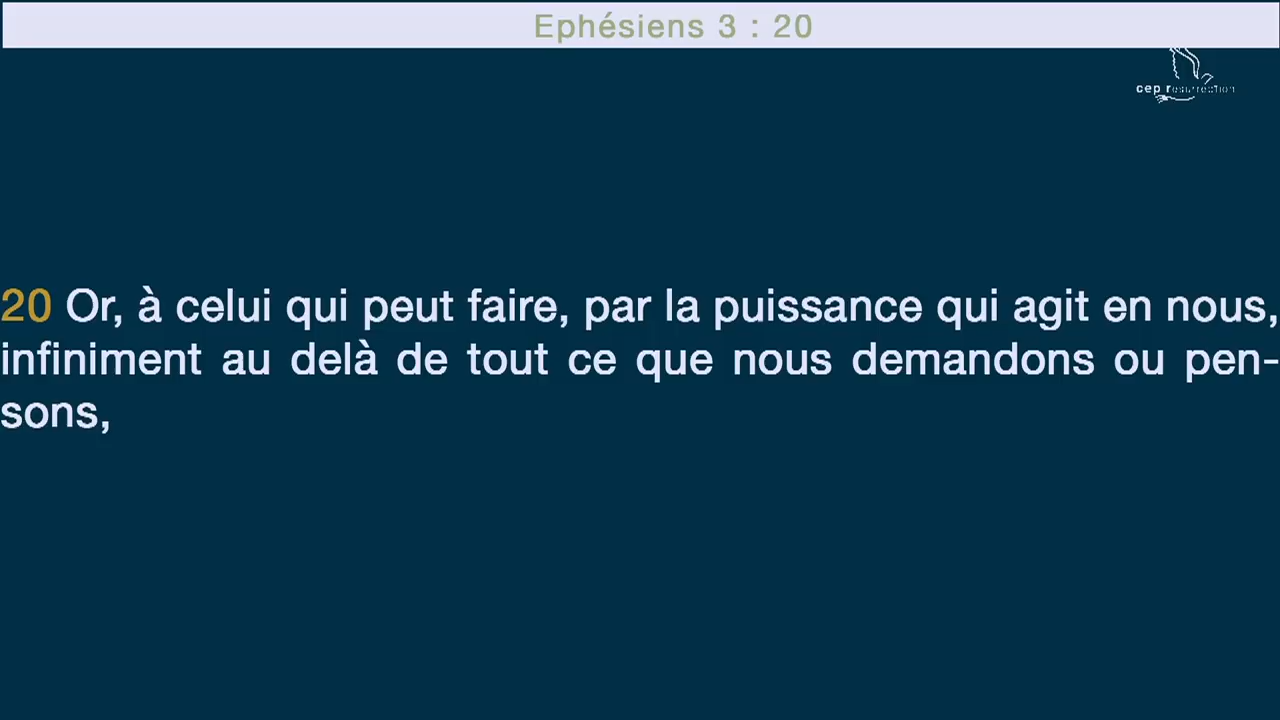 Ephésiens 3 : 20
cep resurrection
20 Or, à celui qui peut faire, par la puissance qui agit en nous,
infiniment au delà de tout ce que nous demandons ou pen-
sons,